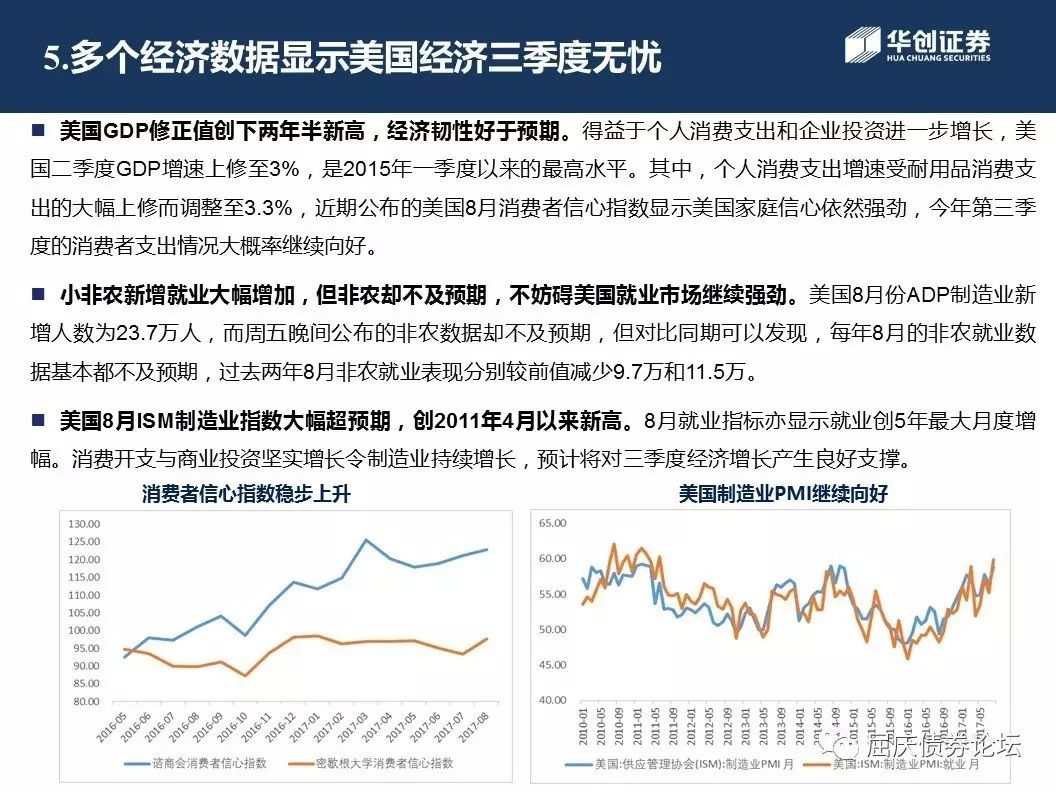 5.多个经济数据显示美国经济三季度无忧
华创证券
HUA CHUANG SECURITIES
■ 美国GDP修正值创下两年半新高，经济韧性好于预期。得益于个人消费支出和企业投资进一步增长，美
国二季度GDP增速上修至3%，是2015年一季度以来的最高水平。其中，个人消费支出增速受耐用品消费支
出的大幅上修而调整至3.3%，近期公布的美国8月消费者信心指数显示美国家庭信心依然强劲，今年第三季
度的消费者支出情况大概率继续向好。
■ 小非农新增就业大幅增加，但非农却不及预期，不妨碍美国就业市场继续强劲。美国8月份ADP制造业新
增人数为23.7万人，而周五晚间公布的非农数据却不及预期，但对比同期可以发现，每年8月的非农就业数
据基本都不及预期，过去两年8月非农就业表现分别较前值减少9.7万和11.5万。
■ 美国8月ISM制造业指数大幅超预期，创2011年4月以来新高。8月就业指标亦显示就业创5年最大月度增
幅。消费开支与商业投资坚实增长令制造业持续增长，预计将对三季度经济增长产生良好支撑。
消费者信心指数稳步上升
130.00
125.00
120.00
115.00
110.00
105.00
100.00
95.00
90.00
85.00
80.00
2016-05
2016-06
2016-07
2016-08
2016-09
2016-10
2016-11
2016-12
2017-01
2017-02
2017-03
2017-04
2017-05
2017-06
2017-07
2017-08
谘商会消费者信心指数
密歇根大学消费者信心指数
美国制造业PMI继续向好
65.00
60.00
55.00
50.00
45.00
40.00
2010-01
2010-05
2010-09
2011-01
2011-05
2011-09
2012-01
2012-05
2012-09
2013-01
2013-05
2013-09
2014-01
2014-05
2014-09
2015-01
2015-05
2015-09
2016-01
2016-05
2016-09
2017-01
2017-05
美国:供应管理协会(ISM):制造业PMI 月
美国:ISM:制造业PMI:就业 月
屈庆债券论坛